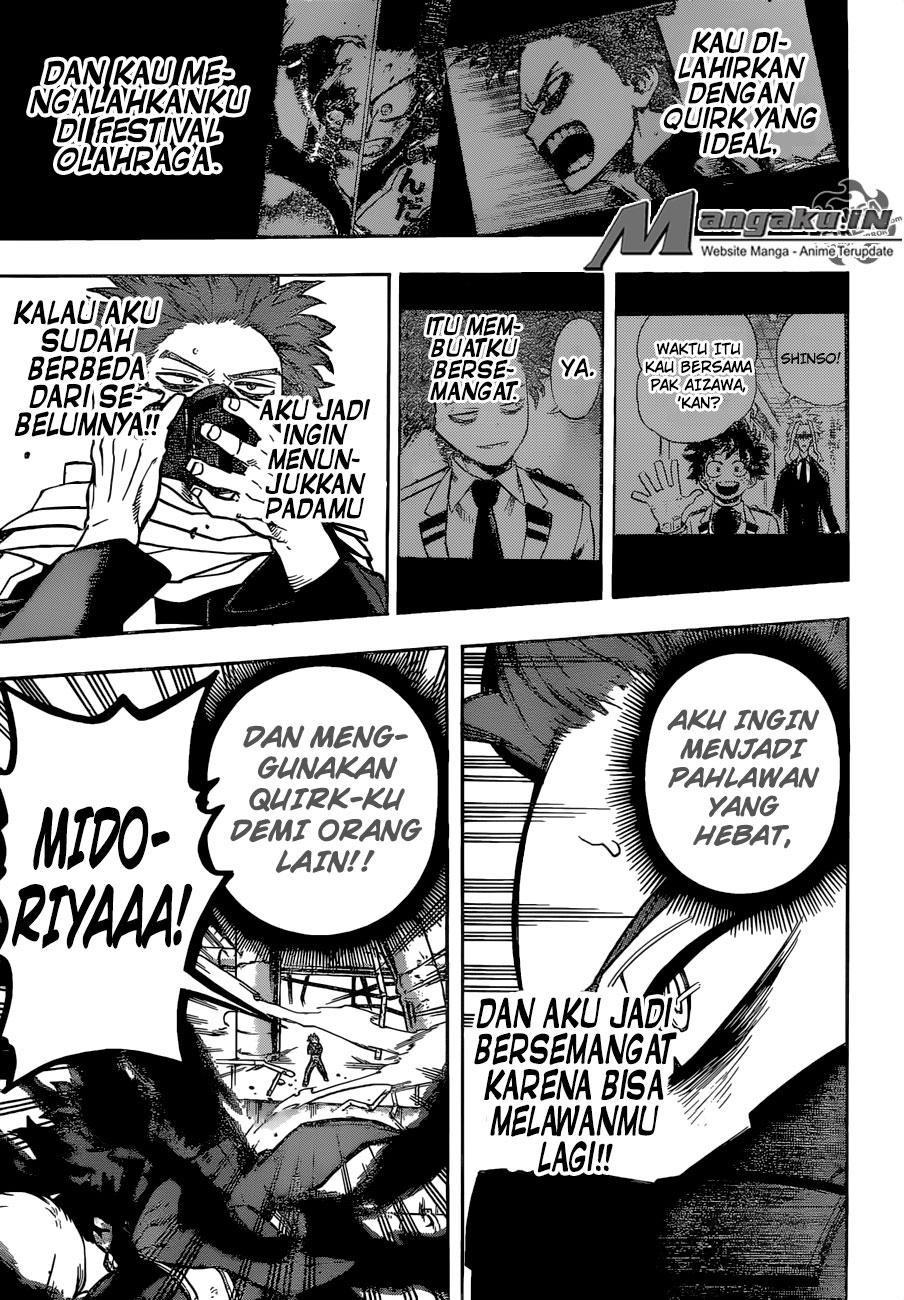 KAU DI-
LAHIRKAN
DENGAN
QUIRK YANG
IDEAL,
DAN KAU ME-
NGALAHKANKU
DI FESTIVAL
OLAHRAGA.
んだ
Mangaku.iN
Website Manga - Anime Terupdate
SHINSO!
WAKTU ITU
KAU BERSAMA
PAK AIZAWA,
'KAN?
YA.
ITU MEM-
BUATKU
BERSE-
MANGAT.
AKU JADI
INGIN
MENUN-
JUKKAN
PADAMU
KALAU AKU
SUDAH
BERBEDA
DARI SE-
BELUMNYA!!
AKU INGIN
MENJADI
PAHLAWAN
YANG
HEBAT,
DAN MENG-
GUNAKAN
QUIRK-KU
DEMI ORANG
LAIN!!
DAN AKU JADI
BERSEMANGAT
KARENA BISA
MELAWANMU
LAGI!!
MIDO-
RIYAAA!